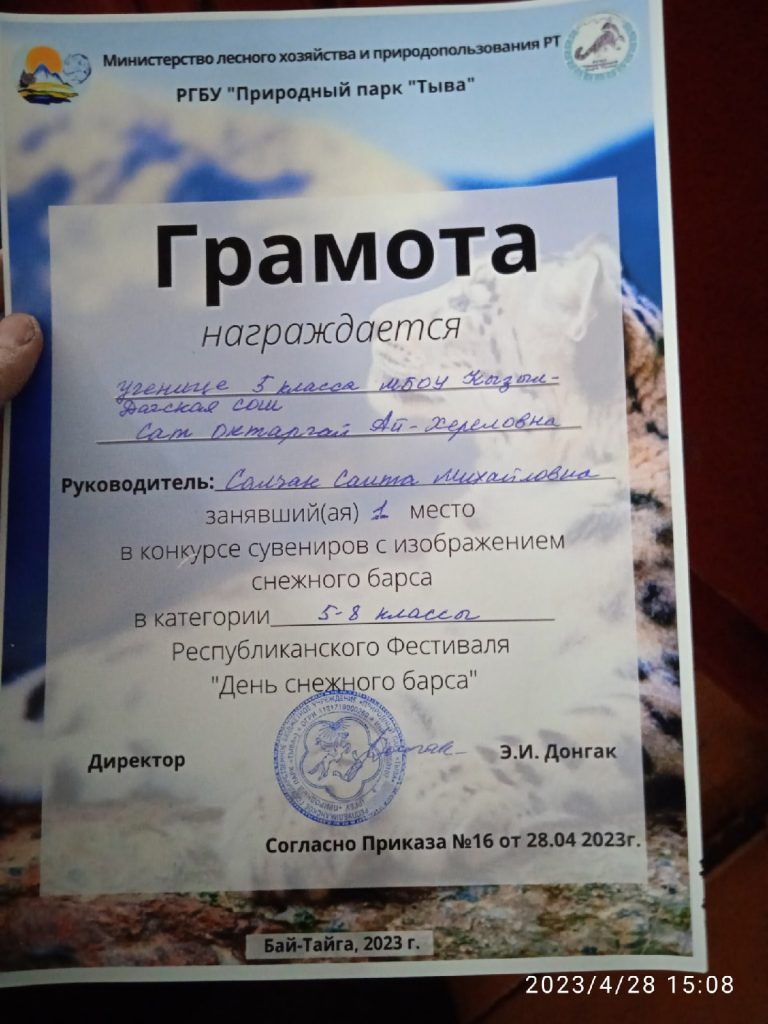 Министерство лесного хозяйства и природопользования РТ
РГБУ "Природный парк "Тыва"
Грамота
награждается
ученице 5 класса МБОУ Кызыл-
Дагская сош
Сат Октаргай Ай-Хереловна
Руководитель: Салчак Саита Михайловна
занявший(ая) 1 место
в конкурсе сувениров с изображением
снежного барса
в категории 5-8 классы
Республиканского Фестиваля
"День снежного барса"
Директор Э.И. Донгак
Согласно Приказа №16 от 28.04 2023г.
Бай-Тайга, 2023 г.
2023/4/28 15:08